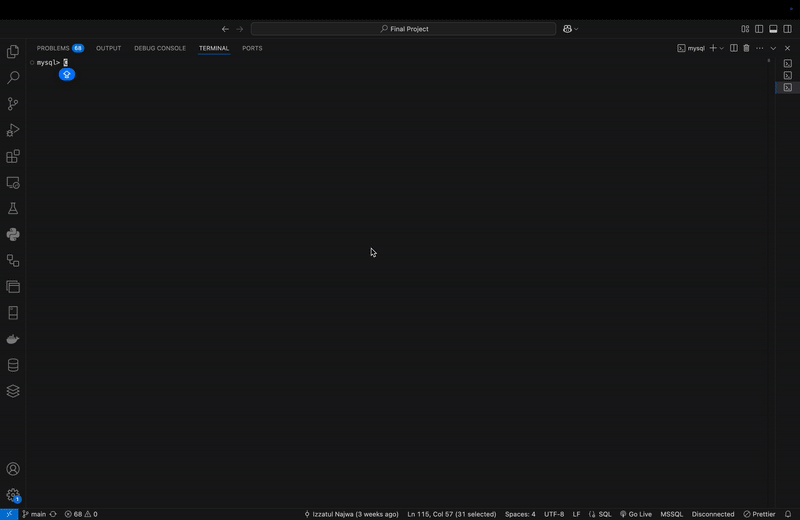 Final Project
PROBLEMS 68 OUTPUT DEBUG CONSOLE TERMINAL PORTS mysql
mysql> C
1
main 68 0 Izzatul Najwa (3 weeks ago) Ln 115, Col 57 (31 selected) Spaces: 4 UTF-8 LF SQL Go Live MSSQL Disconnected Prettier